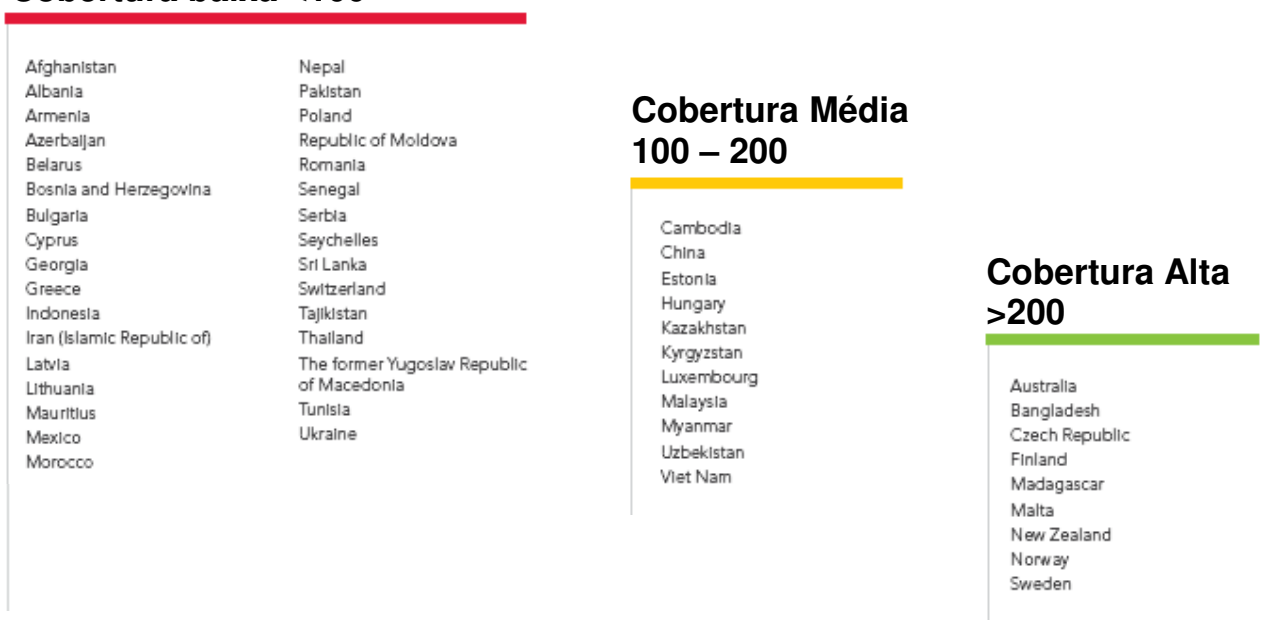 Afghanistan
Albania
Armenia
Azerbaijan
Belarus
Bosnia and Herzegovina
Bulgaria
Cyprus
Georgia
Greece
Indonesia
Iran (Islamic Republic of)
Latvia
Lithuania
Mauritius
Mexico
Morocco
Nepal
Pakistan
Poland
Republic of Moldova
Romania
Senegal
Serbia
Seychelles
Sri Lanka
Switzerland
Tajikistan
Thailand
The former Yugoslav Republic
of Macedonia
Tunisia
Ukraine
Cobertura Média
100 – 200
Cambodia
China
Estonia
Hungary
Kazakhstan
Kyrgyzstan
Luxembourg
Malaysia
Myanmar
Uzbekistan
Viet Nam
Cobertura Alta
>200
Australia
Bangladesh
Czech Republic
Finland
Madagascar
Malta
New Zealand
Norway
Sweden